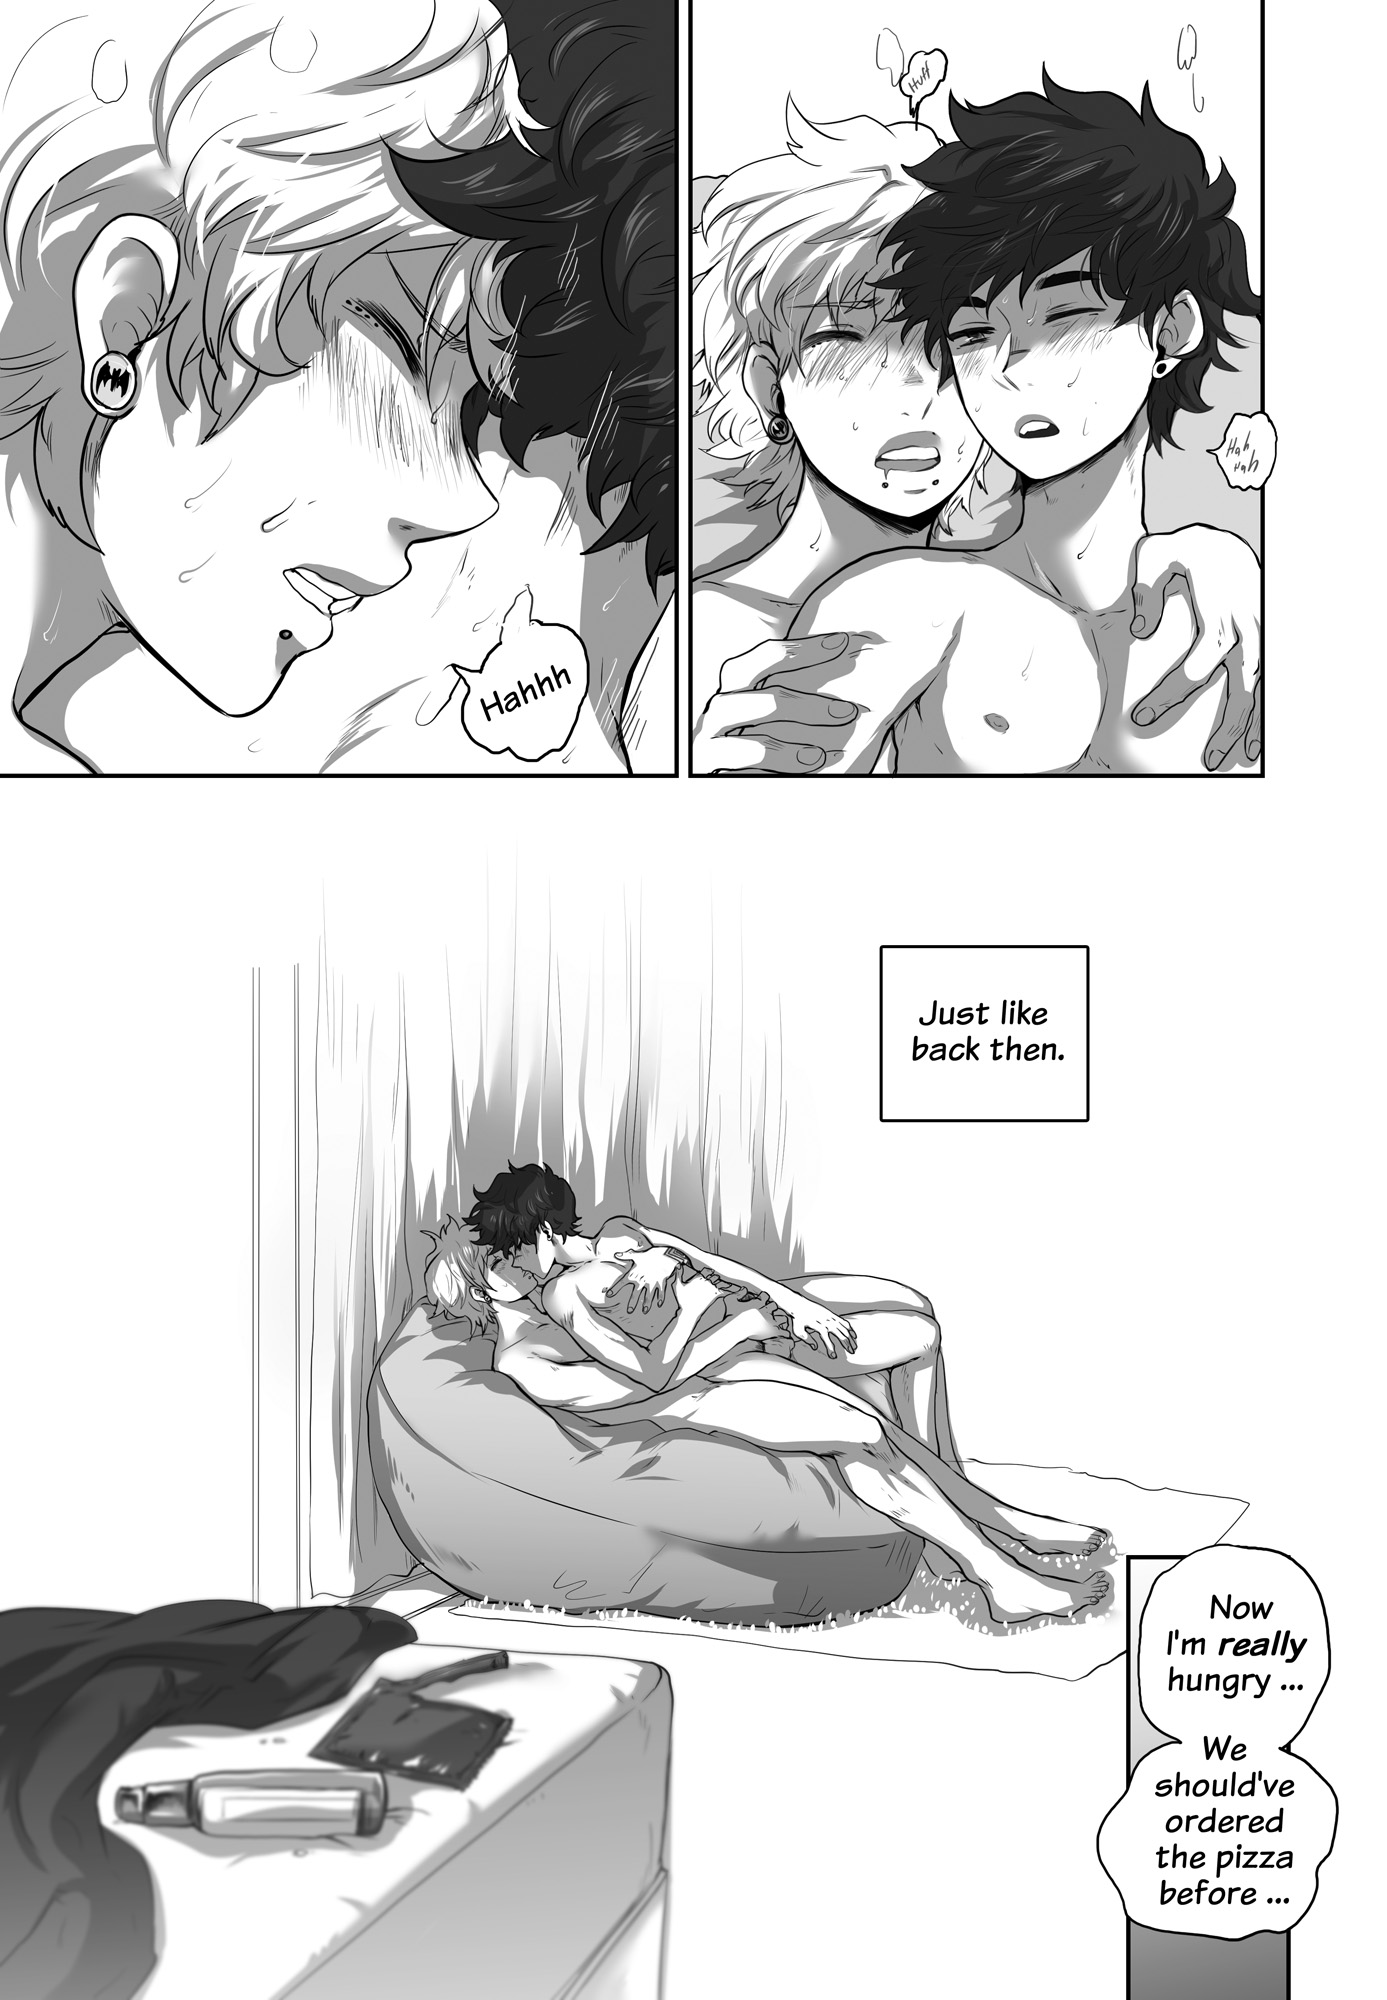 Hahhh
Huff
Hah
Hah
Just like
back then.
Now
I'm really
hungry ...
We
should've
ordered
the pizza
before ...